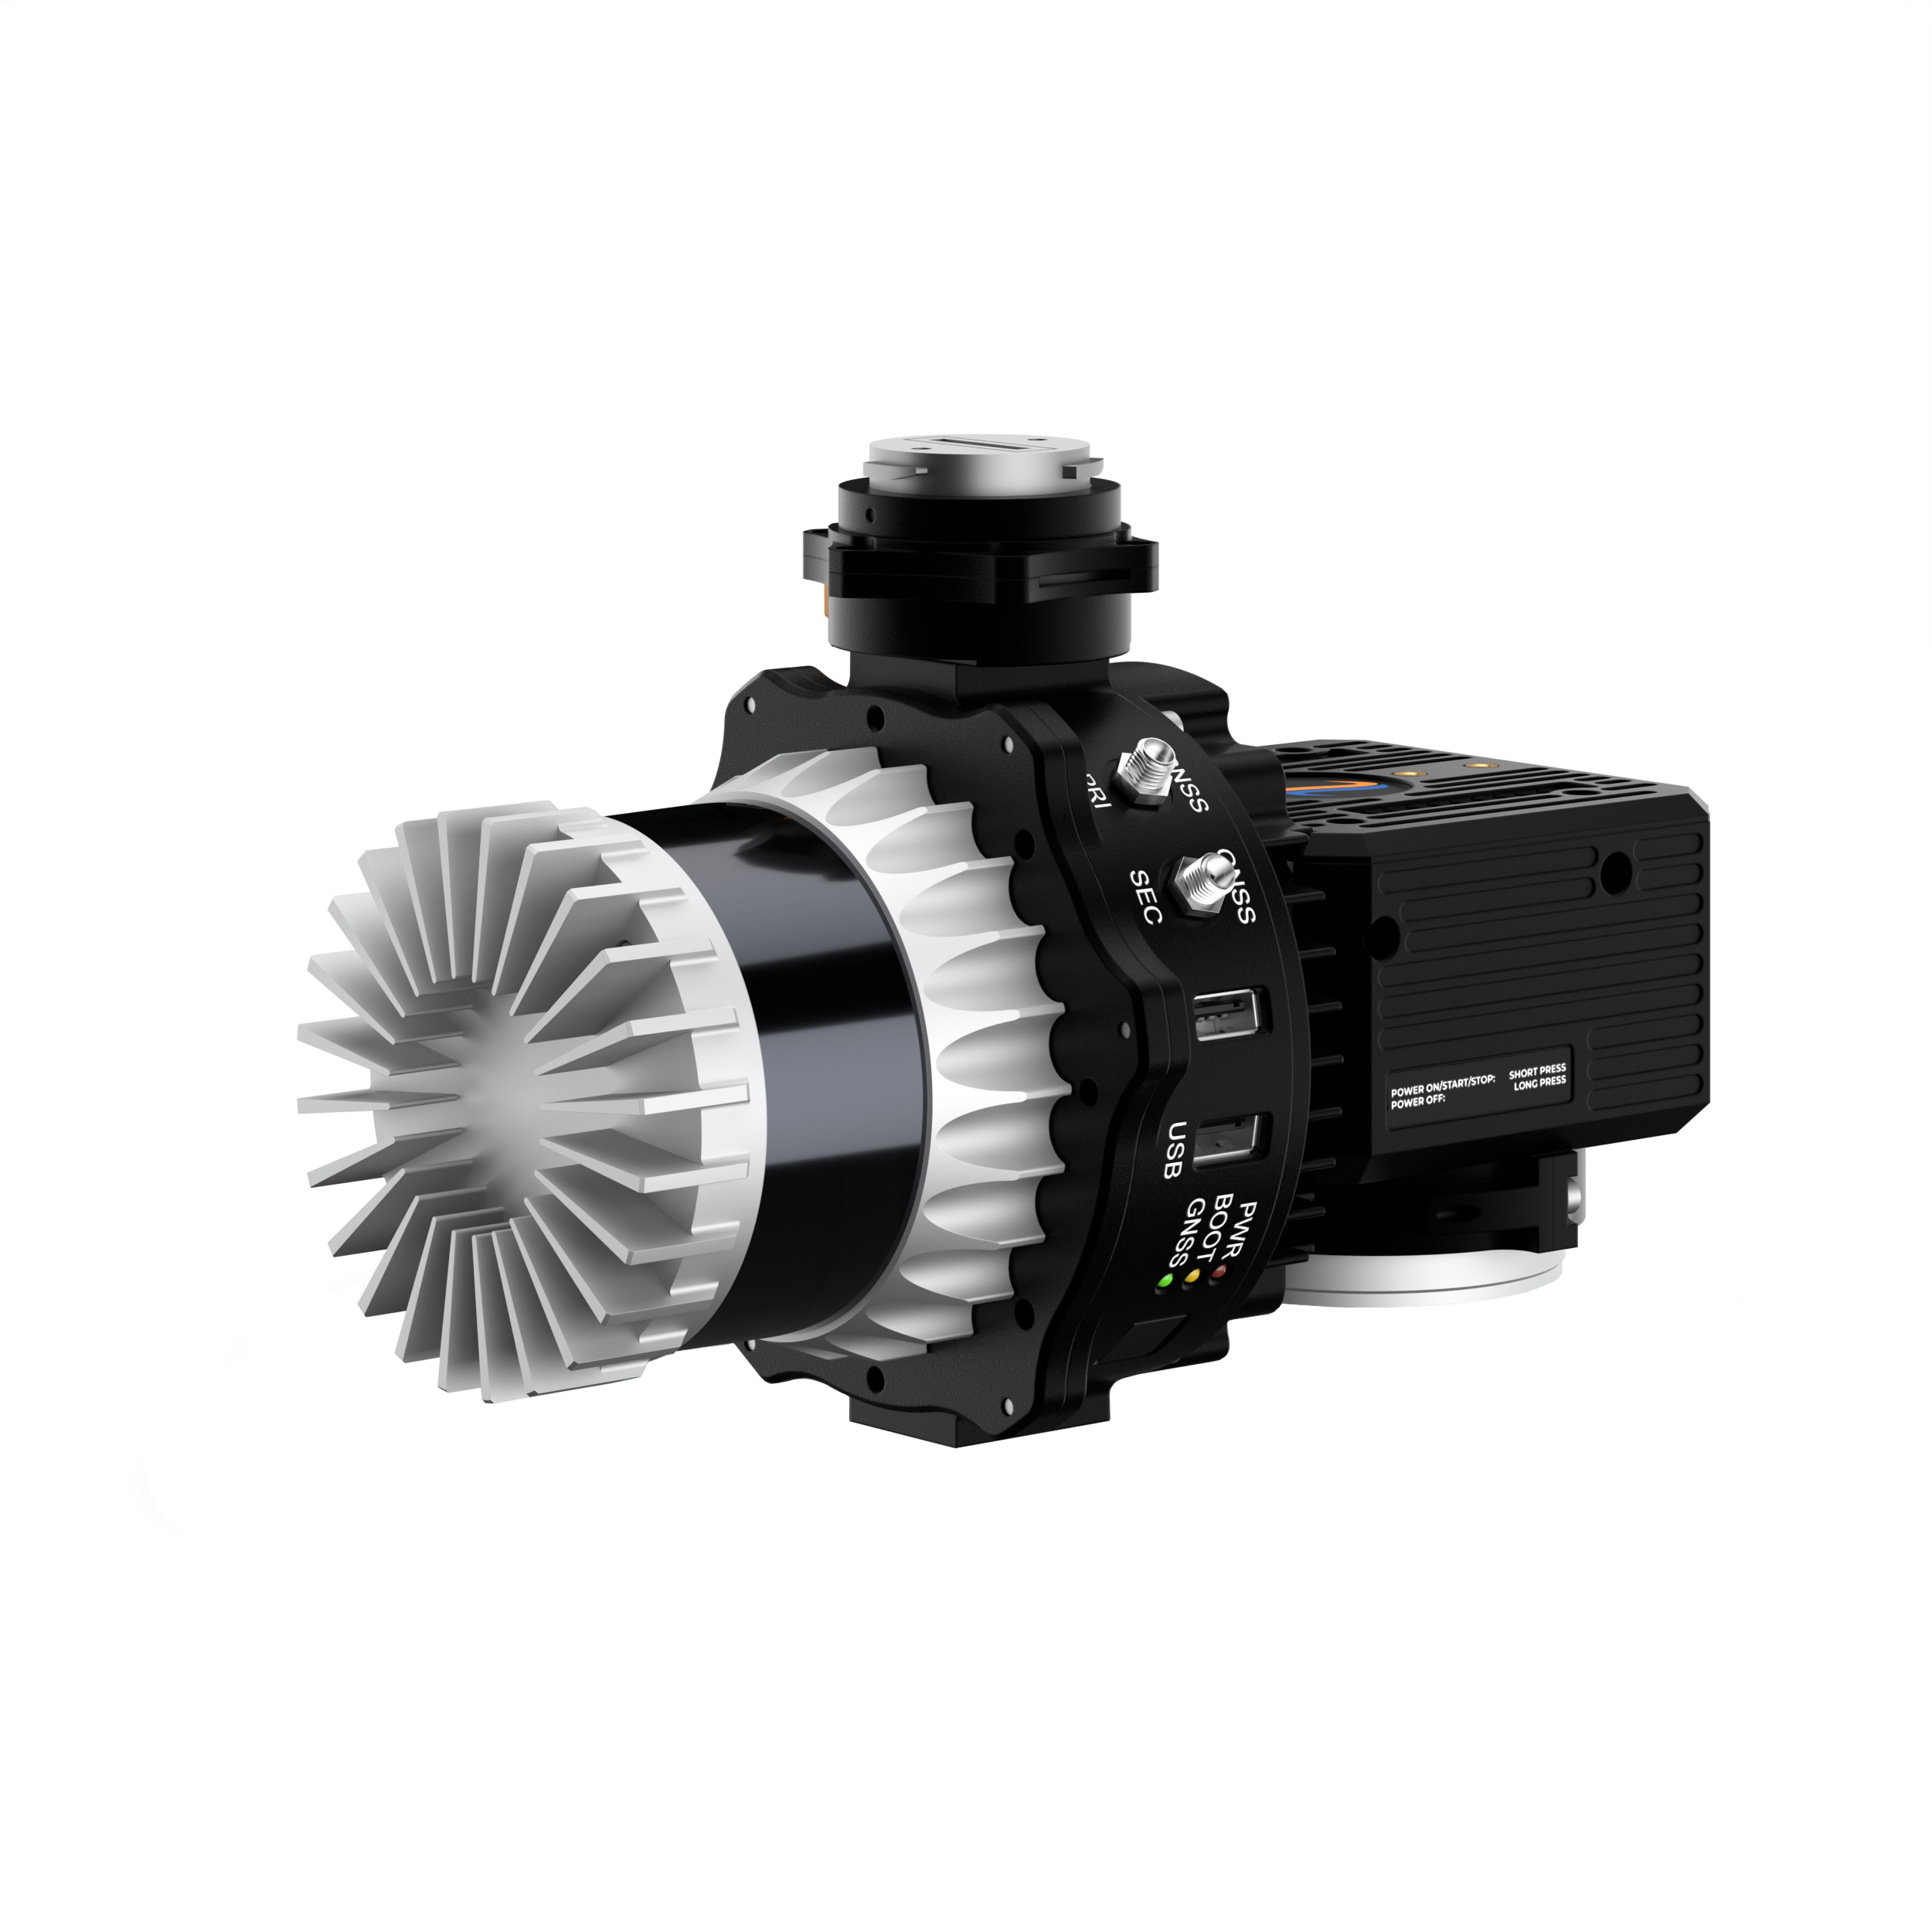 GNSS
PRI
GNSS
SEC
USB
PWR
BOOT
GNSS
POWER ON/START/STOP: SHORT PRESS
POWER OFF: LONG PRESS